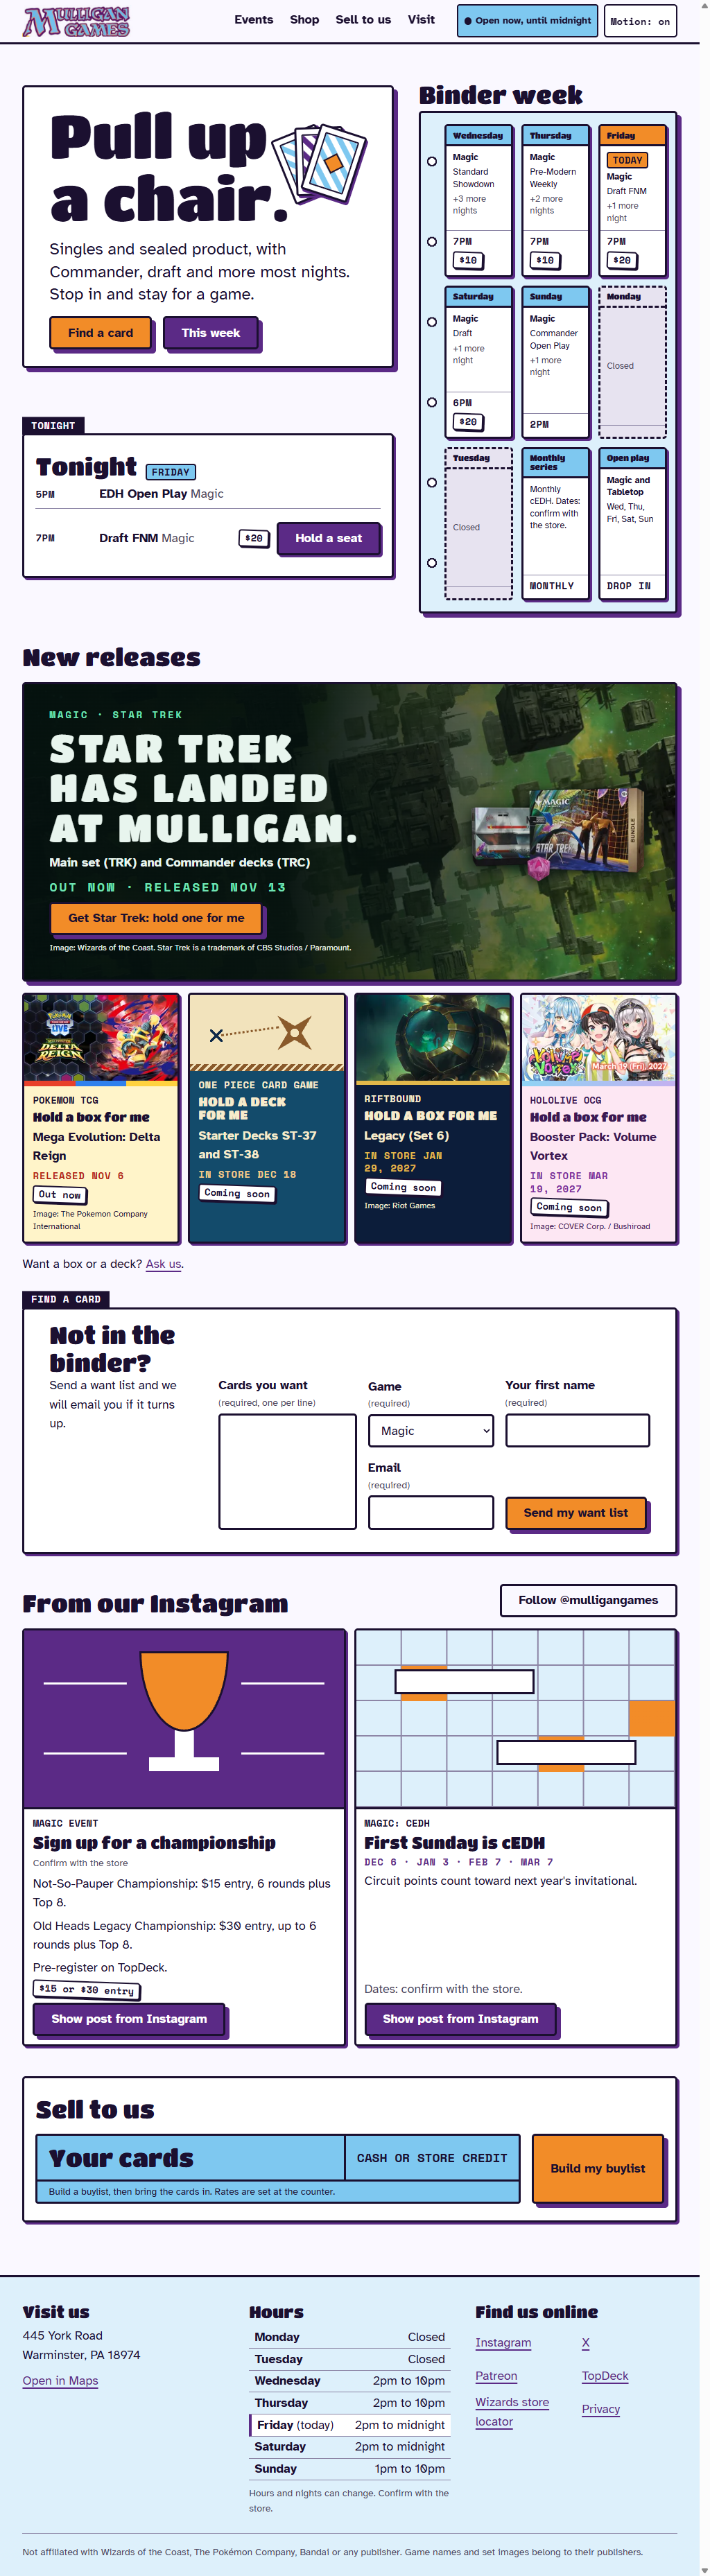 MULLIGAN GAMES
Events Shop Sell to us Visit
Open now, until midnight
Motion: on
Pull up
a chair.
Singles and sealed product, with
Commander, draft and more most nights.
Stop in and stay for a game.
Find a card
This week
TONIGHT
Tonight FRIDAY
5PM EDH Open Play Magic
7PM Draft FNM Magic $20 Hold a seat
Binder week
Wednesday
Magic
Standard
Showdown
+3 more
nights
7PM
$10
Thursday
Magic
Pre-Modern
Weekly
+2 more
nights
7PM
$10
Friday
TODAY
Magic
Draft FNM
+1 more
night
7PM
$20
Saturday
Magic
Draft
+1 more
night
6PM
$20
Sunday
Magic
Commander
Open Play
+1 more
night
2PM
Monday
Closed
Tuesday
Closed
Monthly
series
Monthly
cEDH. Dates:
confirm with
the store.
MONTHLY
Open play
Magic and
Tabletop
Wed, Thu,
Fri, Sat, Sun
DROP IN
New releases
MAGIC · STAR TREK
STAR TREK
HAS LANDED
AT MULLIGAN.
Main set (TRK) and Commander decks (TRC)
OUT NOW · RELEASED NOV 13
Get Star Trek: hold one for me
Image: Wizards of the Coast. Star Trek is a trademark of CBS Studios / Paramount.
MAGIC
STAR TREK
BUNDLE
LIVE
DELTA
REIGN
POKEMON TCG
Hold a box for me
Mega Evolution: Delta
Reign
RELEASED NOV 6
Out now
Image: The Pokemon Company
International
ONE PIECE CARD GAME
HOLD A DECK
FOR ME
Starter Decks ST-37
and ST-38
IN STORE DEC 18
Coming soon
RIFTBOUND
HOLD A BOX FOR ME
Legacy (Set 6)
IN STORE JAN
29, 2027
Coming soon
Image: Riot Games
Volume
Vortex
March 19 (Fri), 2027
HOLOLIVE OCG
Hold a box for me
Booster Pack: Volume
Vortex
IN STORE MAR
19, 2027
Coming soon
Image: COVER Corp. / Bushiroad
Want a box or a deck? Ask us.
FIND A CARD
Not in the
binder?
Send a want list and we
will email you if it turns
up.
Cards you want
(required, one per line)
Game
(required)
Magic
Your first name
(required)
Email
(required)
Send my want list
From our Instagram
Follow @mulligangames
MAGIC EVENT
Sign up for a championship
Confirm with the store
Not-So-Pauper Championship: $15 entry, 6 rounds plus
Top 8.
Old Heads Legacy Championship: $30 entry, up to 6
rounds plus Top 8.
Pre-register on TopDeck.
$15 or $30 entry
Show post from Instagram
MAGIC: CEDH
First Sunday is cEDH
DEC 6 · JAN 3 · FEB 7 · MAR 7
Circuit points count toward next year's invitational.
Dates: confirm with the store.
Show post from Instagram
Sell to us
Your cards
CASH OR STORE CREDIT
Build a buylist, then bring the cards in. Rates are set at the counter.
Build my buylist
Visit us
445 York Road
Warminster, PA 18974
Open in Maps
Hours
Monday Closed
Tuesday Closed
Wednesday 2pm to 10pm
Thursday 2pm to 10pm
Friday (today) 2pm to midnight
Saturday 2pm to midnight
Sunday 1pm to 10pm
Hours and nights can change. Confirm with the
store.
Find us online
Instagram
X
Patreon
TopDeck
Wizards store
locator
Privacy
Not affiliated with Wizards of the Coast, The Pokémon Company, Bandai or any publisher. Game names and set images belong to their publishers.